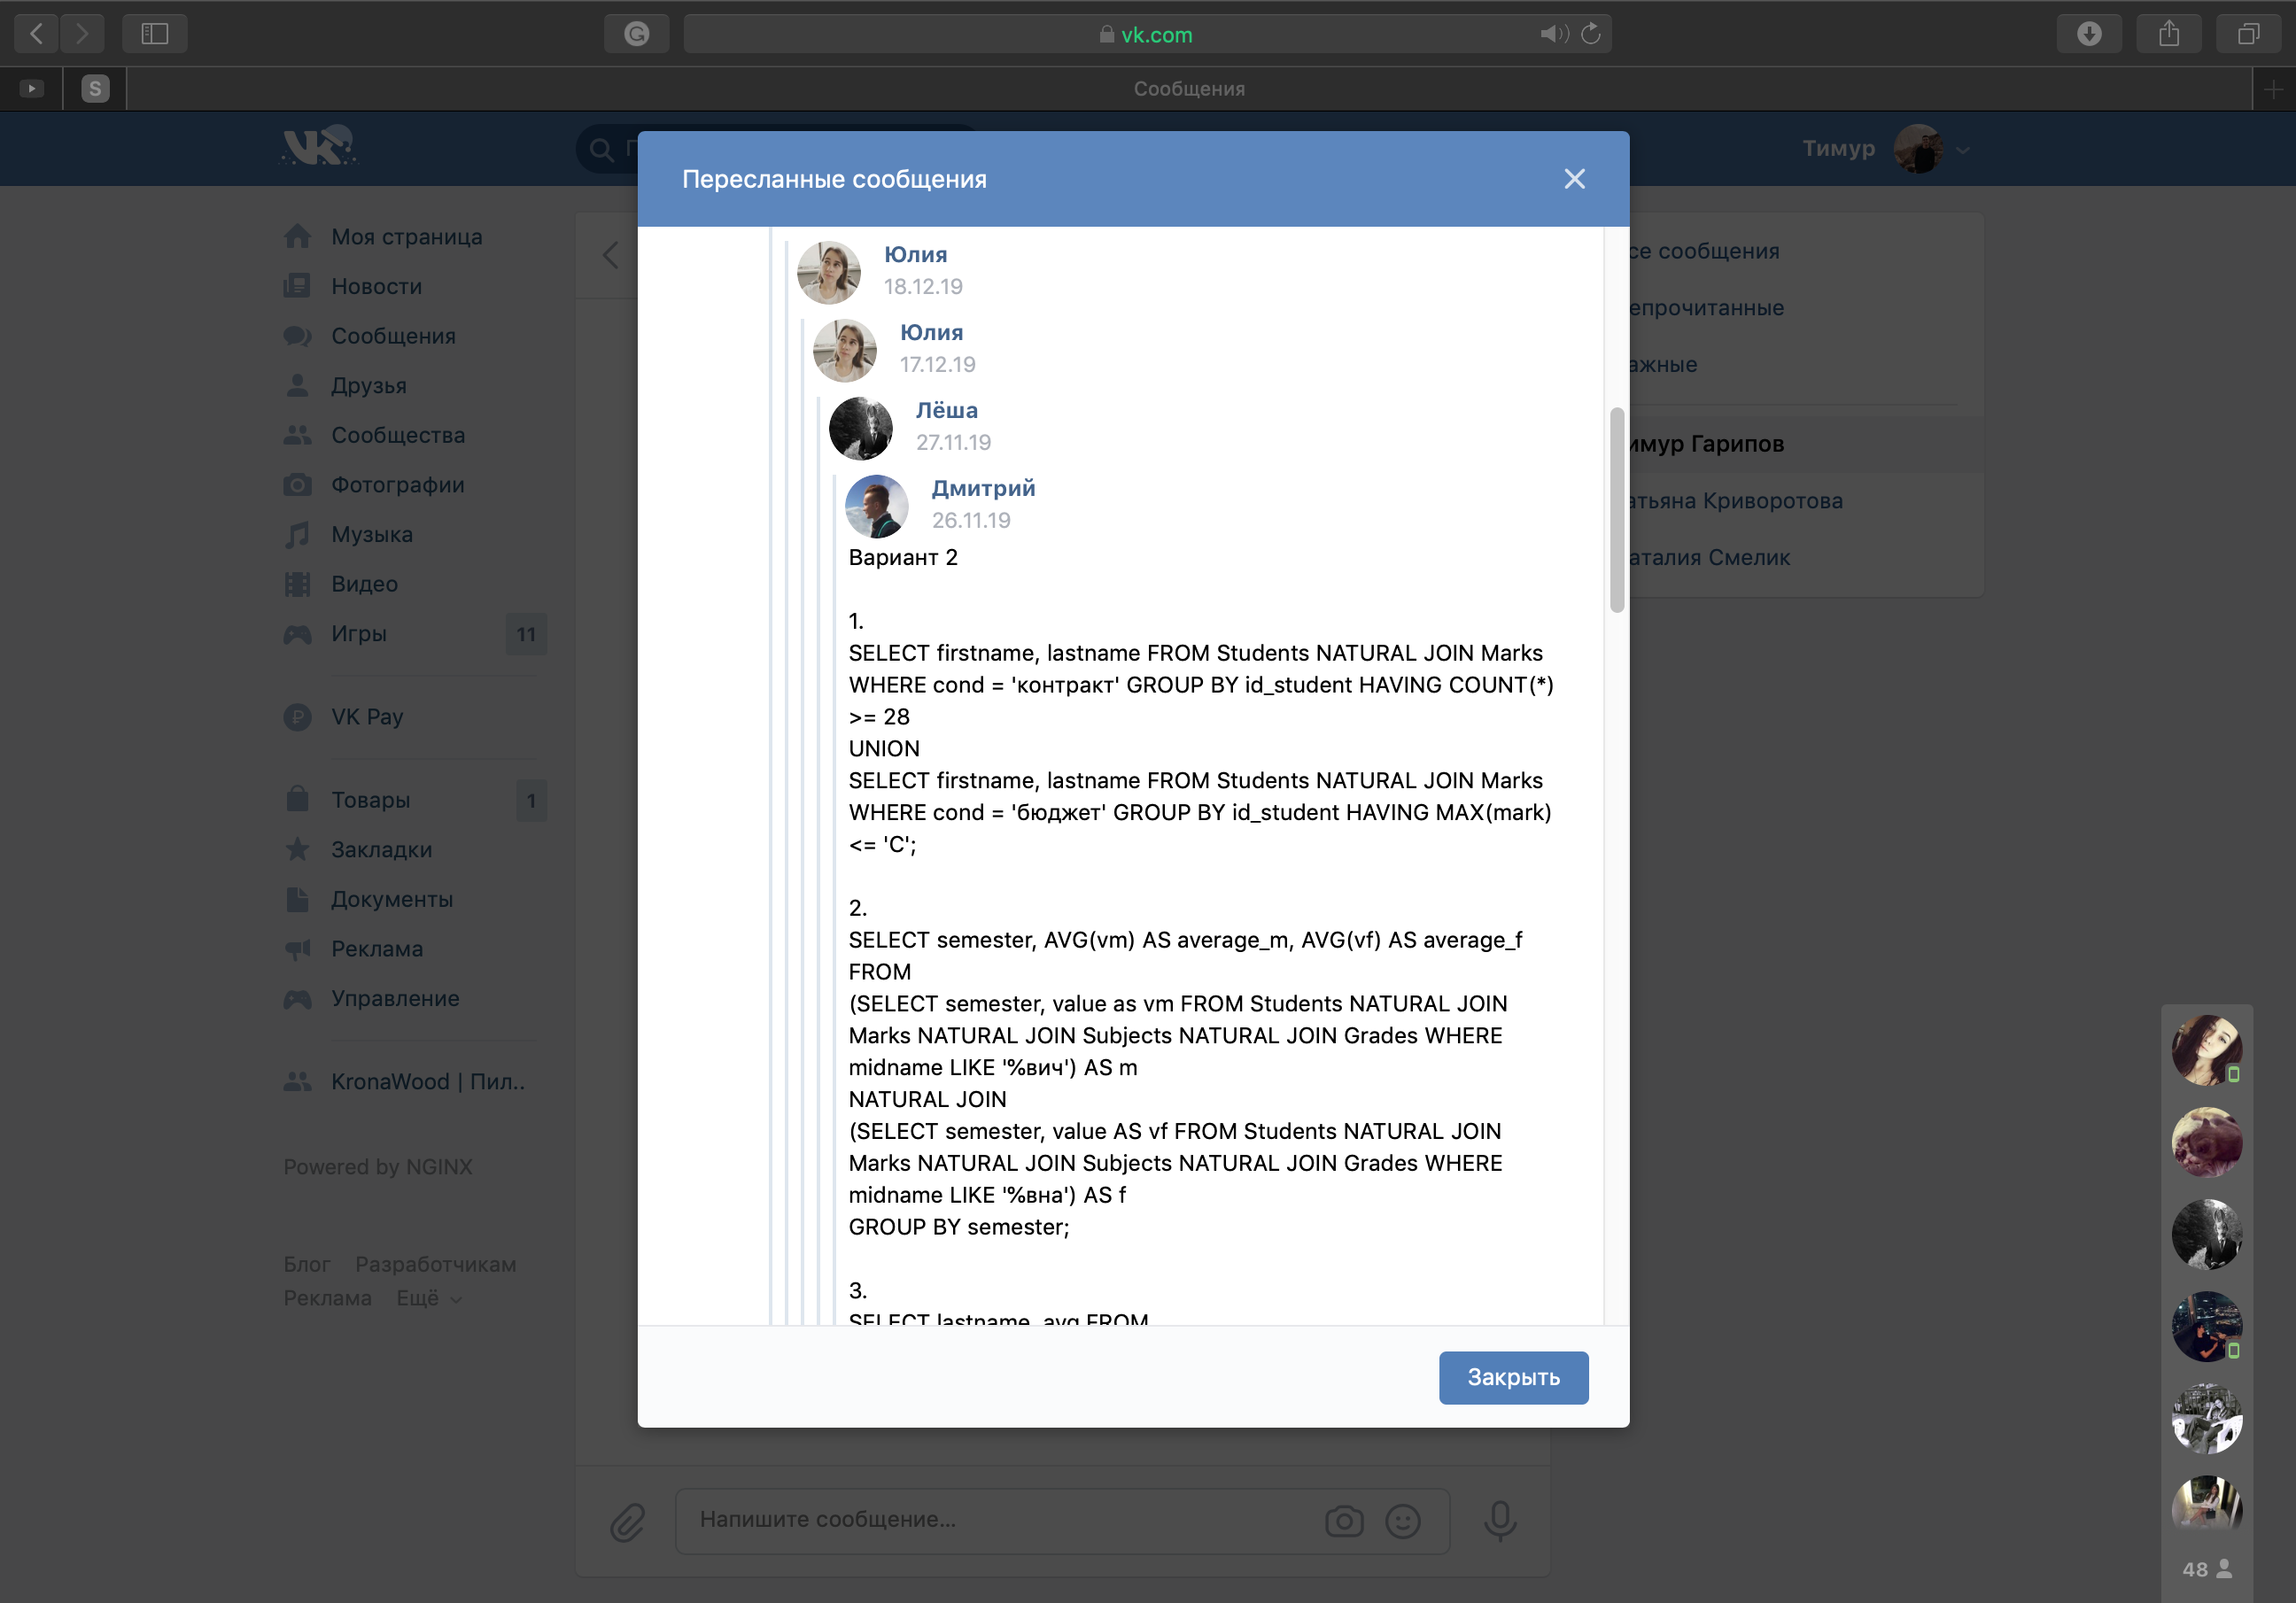 vk.com
S
Сообщения
Тимур
Пересланные сообщения
Моя страница
Новости
Сообщения
Друзья
Сообщества
Фотографии
Музыка
Видео
Игры 11
VK Pay
Товары 1
Закладки
Документы
Реклама
Управление
KronaWood | Пил..
Powered by NGINX
Блог Разработчикам
Реклама Ещё
Юлия
18.12.19
Юлия
17.12.19
Лёша
27.11.19
Дмитрий
26.11.19
Вариант 2
1.
SELECT firstname, lastname FROM Students NATURAL JOIN Marks
WHERE cond = 'контракт' GROUP BY id_student HAVING COUNT(*)
>= 28
UNION
SELECT firstname, lastname FROM Students NATURAL JOIN Marks
WHERE cond = 'бюджет' GROUP BY id_student HAVING MAX(mark)
<= 'C';
2.
SELECT semester, AVG(vm) AS average_m, AVG(vf) AS average_f
FROM
(SELECT semester, value as vm FROM Students NATURAL JOIN
Marks NATURAL JOIN Subjects NATURAL JOIN Grades WHERE
midname LIKE '%вич') AS m
NATURAL JOIN
(SELECT semester, value AS vf FROM Students NATURAL JOIN
Marks NATURAL JOIN Subjects NATURAL JOIN Grades WHERE
midname LIKE '%вна') AS f
GROUP BY semester;
3.
SELECT lastname, avg FROM
Закрыть
се сообщения
епрочитанные
ажные
имур Гарипов
атьяна Криворотова
аталия Смелик
Напишите сообщение...
48